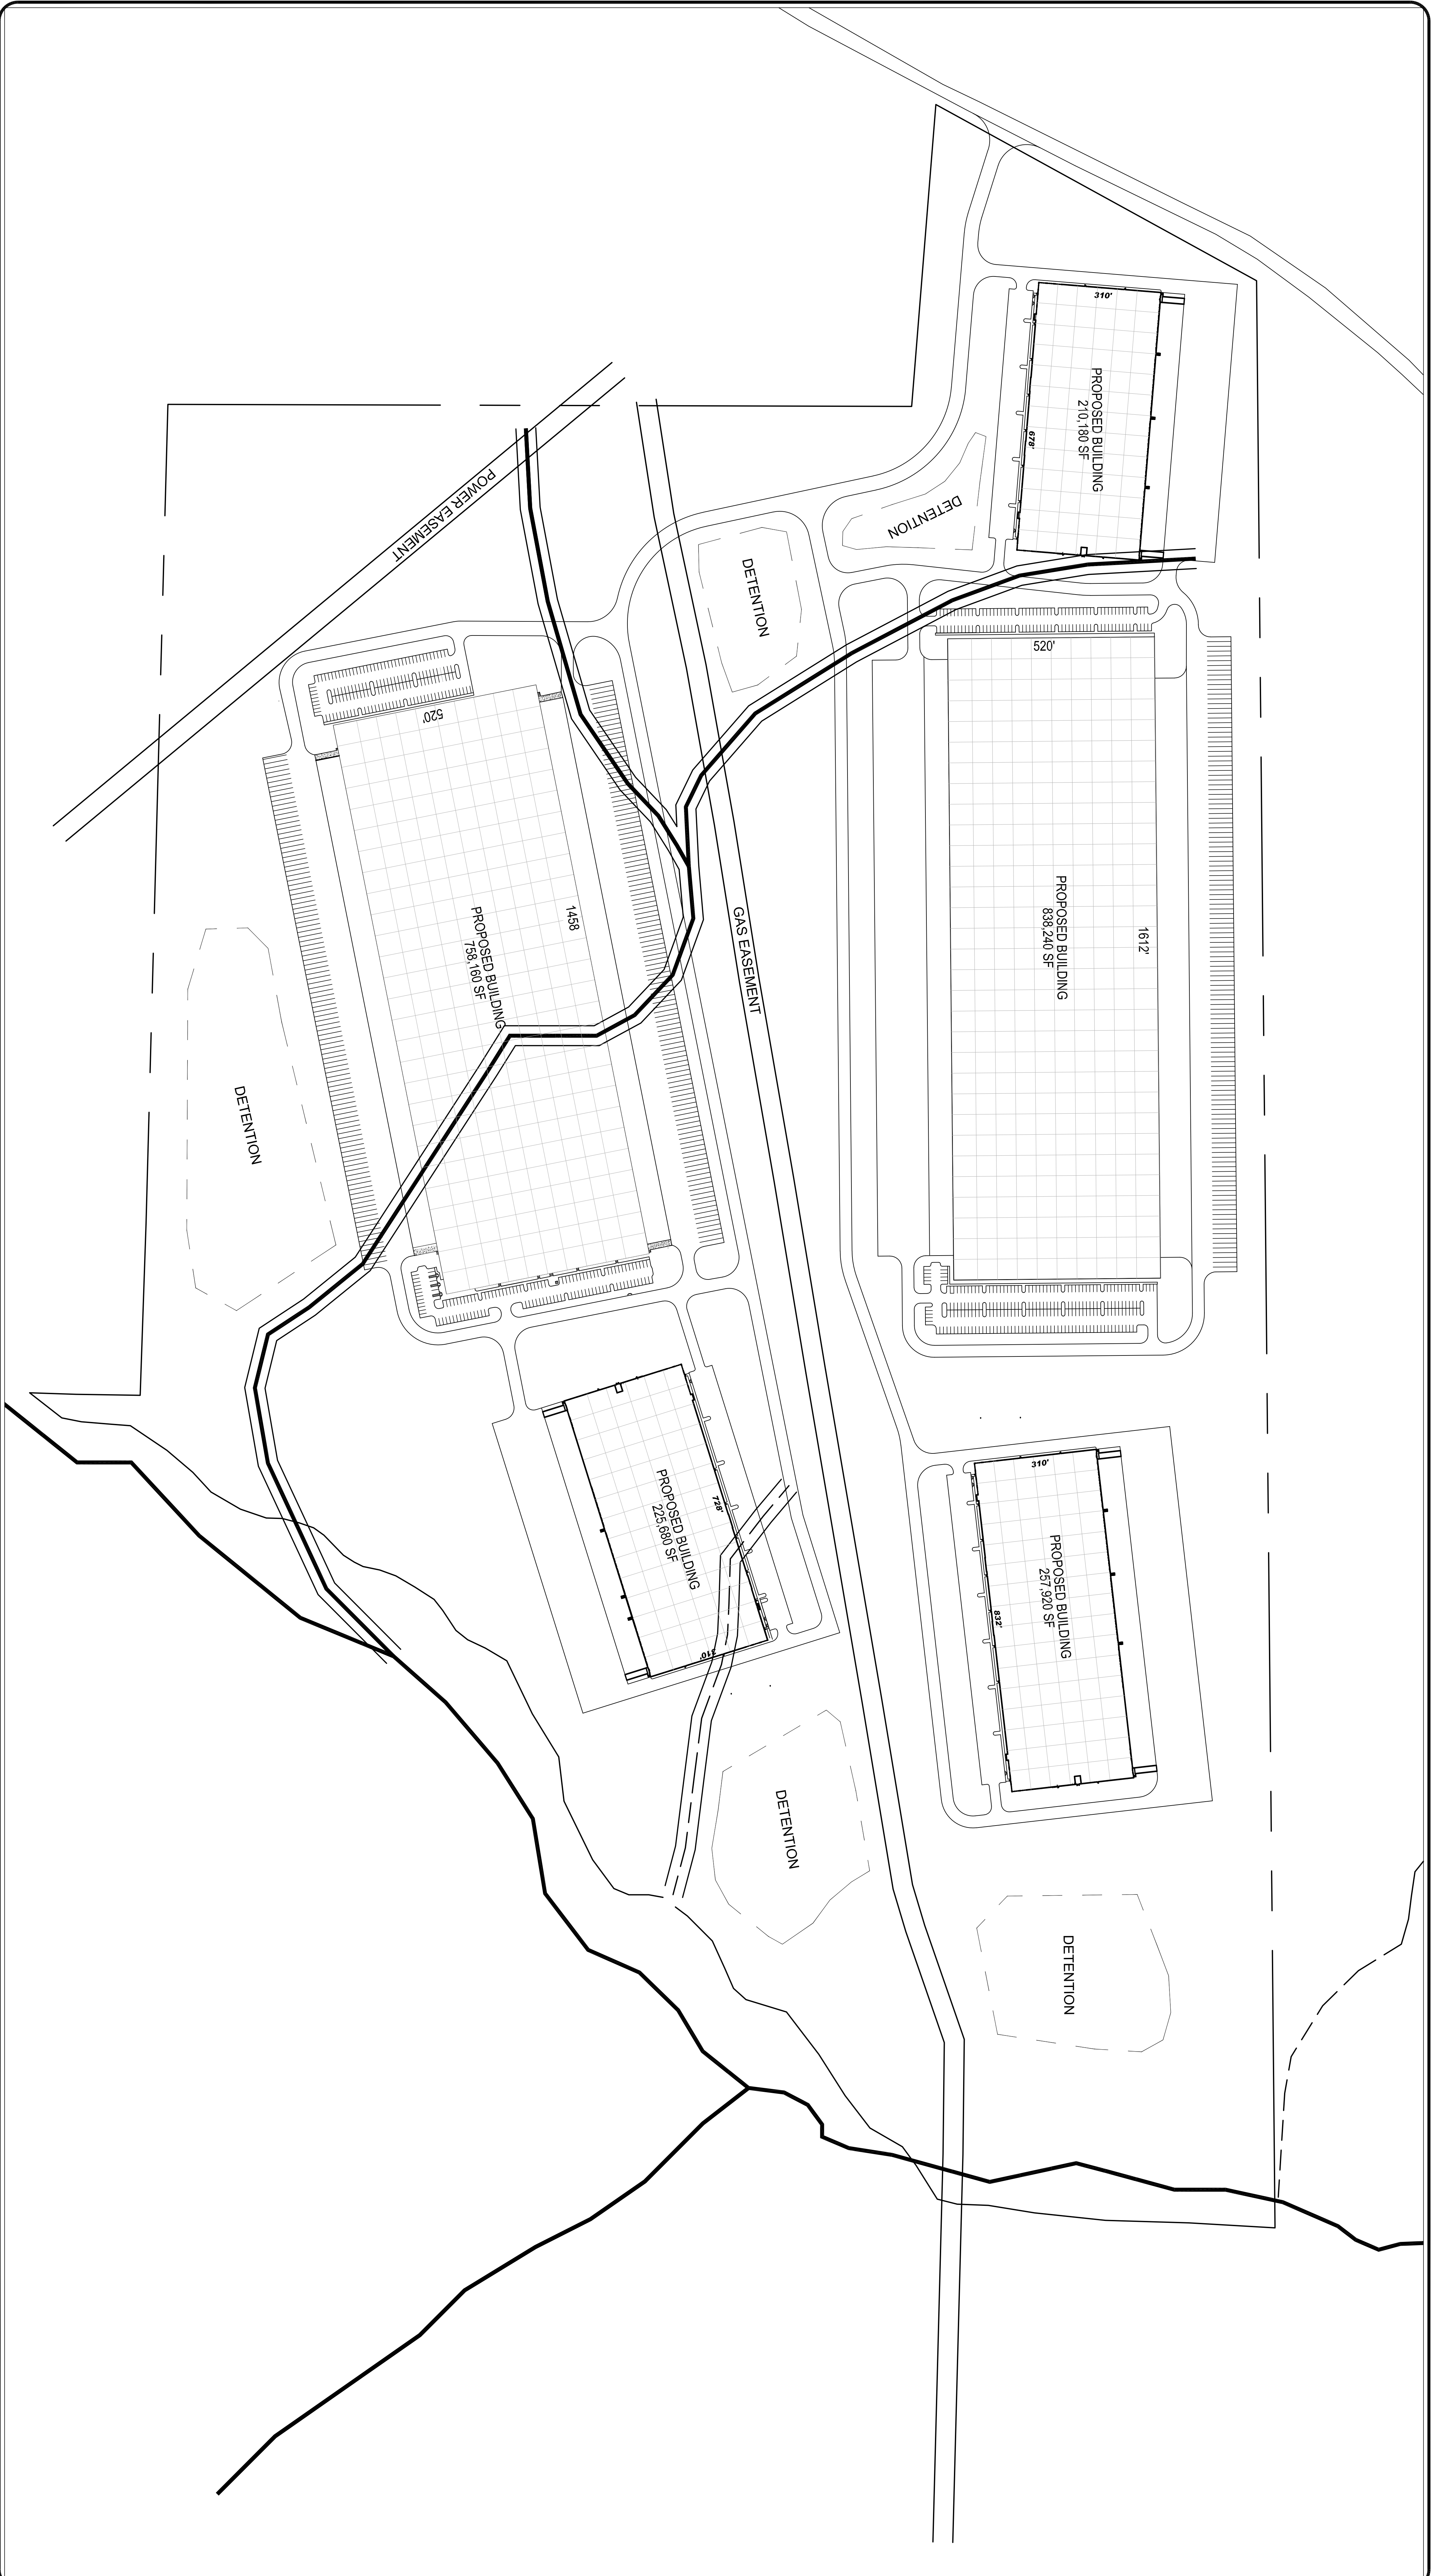 310'
PROPOSED BUILDING
210,180 SF
678'
POWER EASEMENT
DETENTION
DETENTION
520'
520'
PROPOSED BUILDING
838,240 SF
1612'
PROPOSED BUILDING
758,160 SF
1458
GAS EASEMENT
DETENTION
310'
PROPOSED BUILDING
257,920 SF
832'
PROPOSED BUILDING
225,680 SF
728'
310'
DETENTION
DETENTION